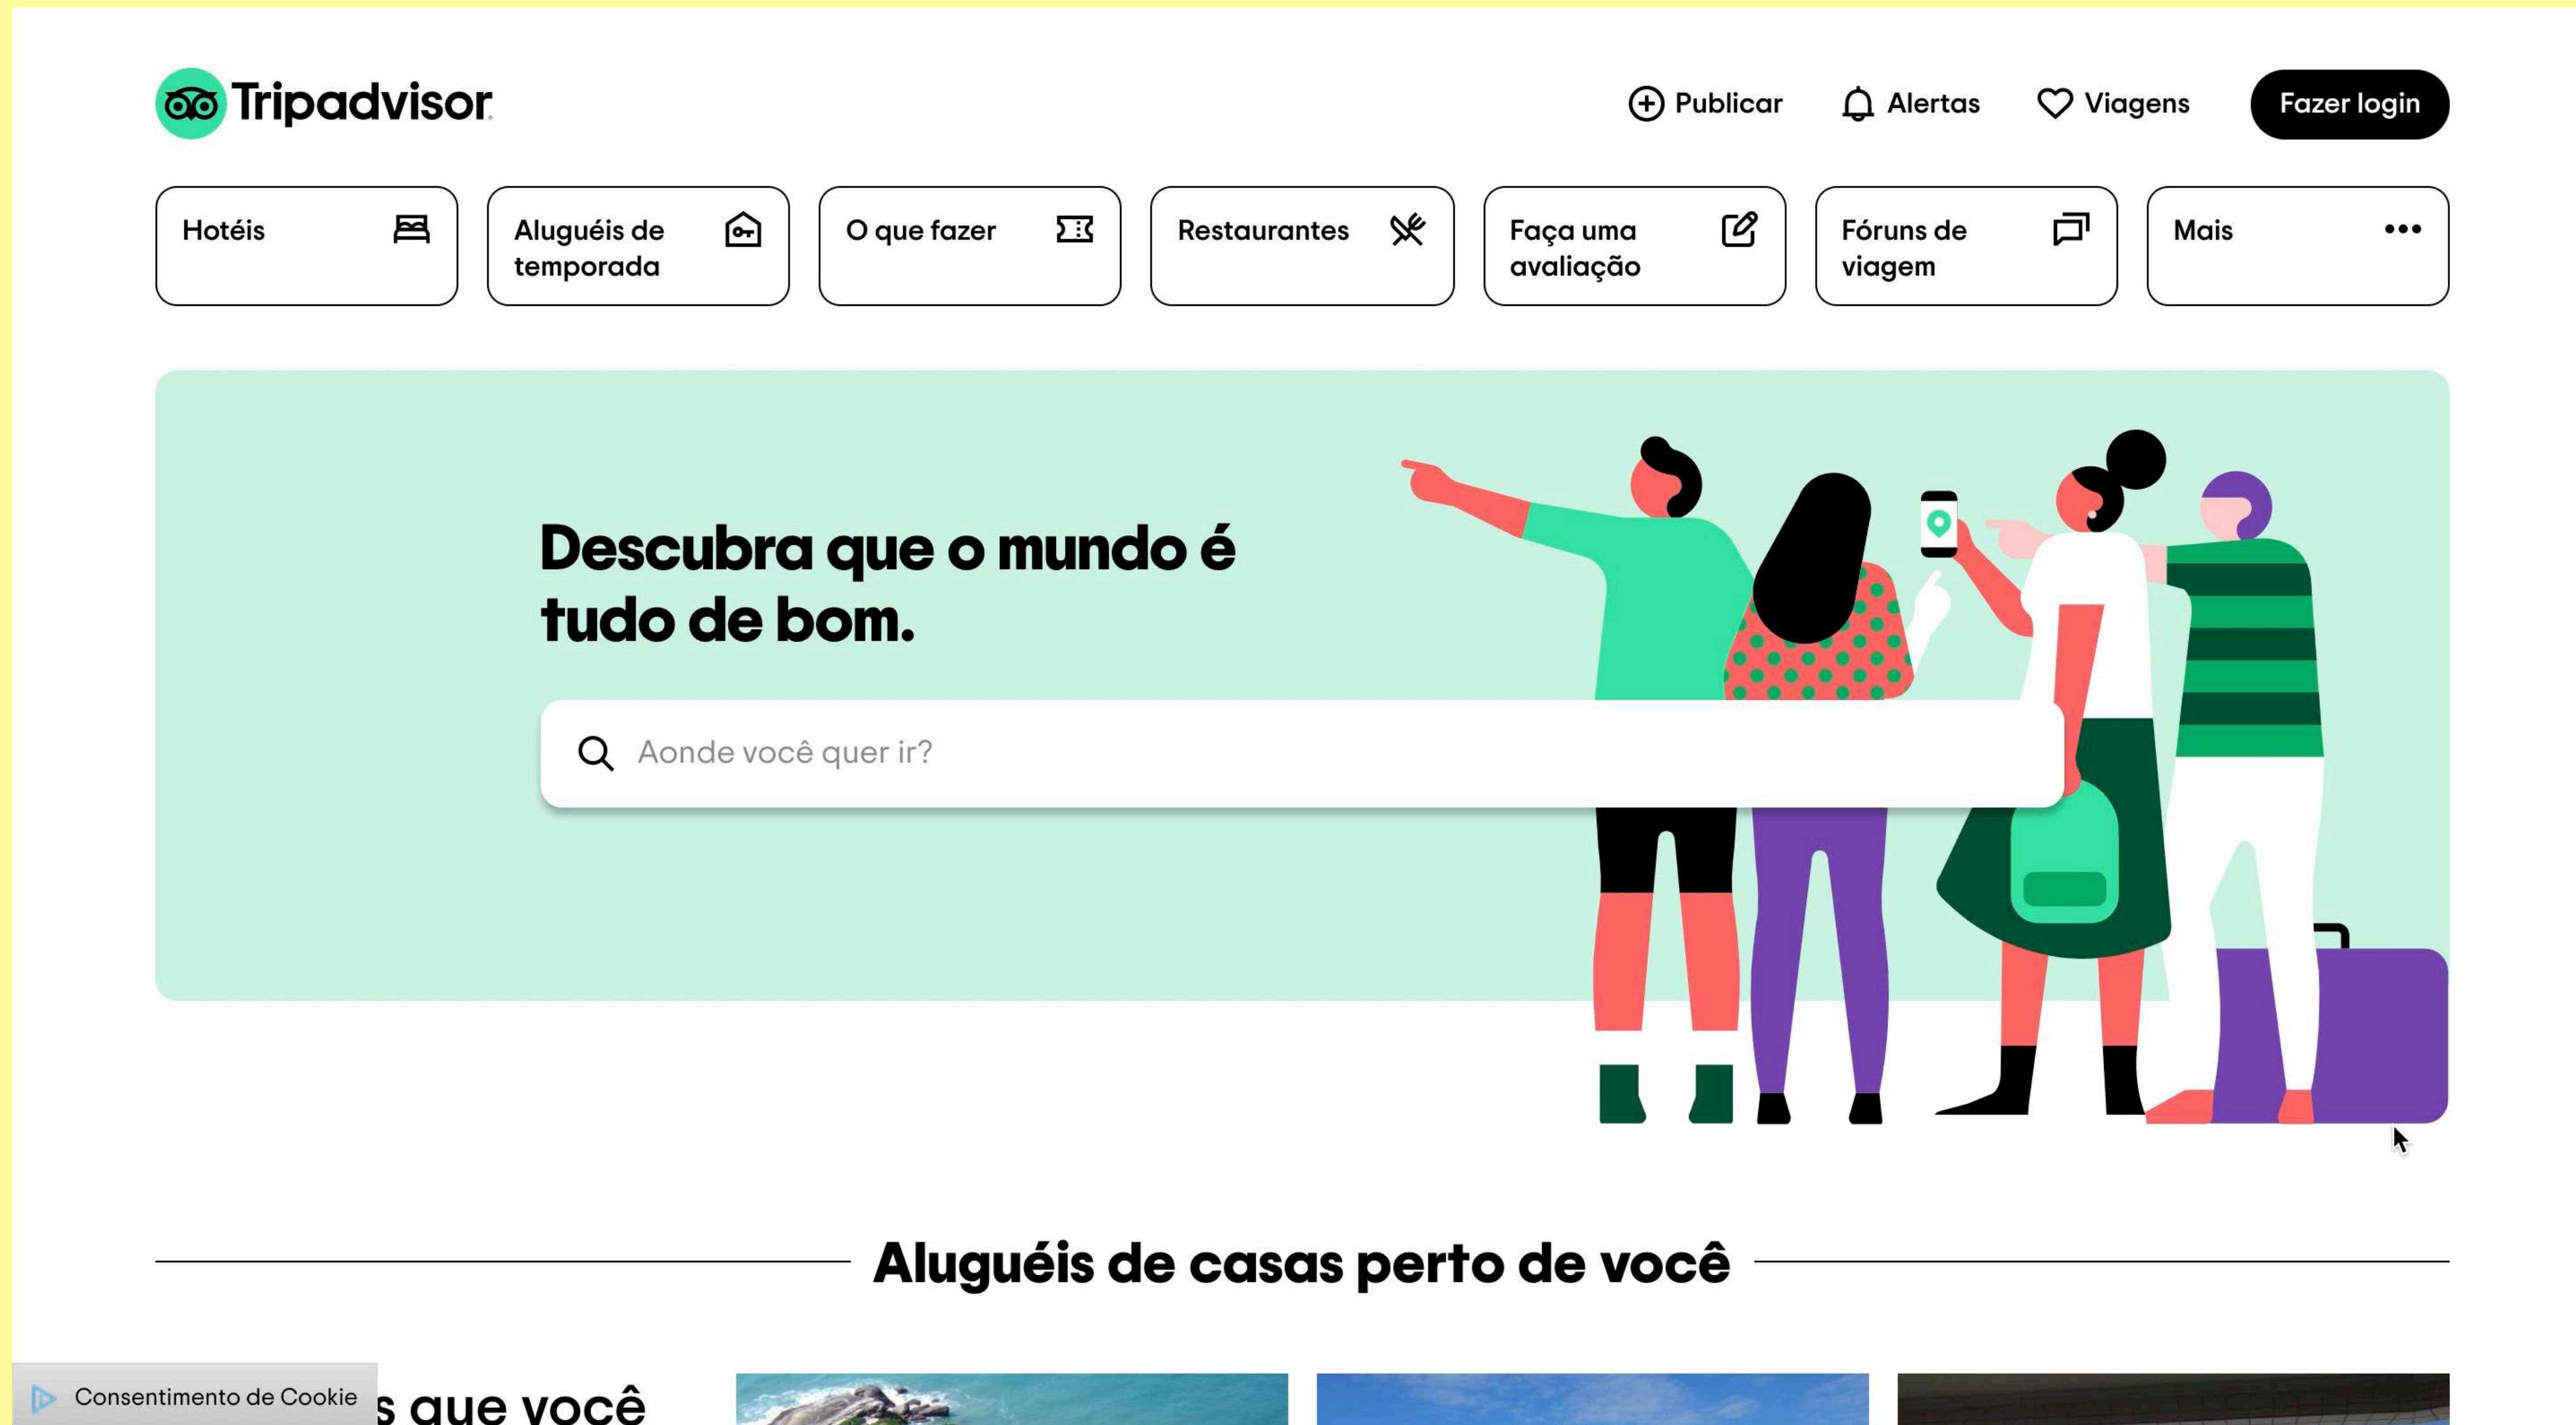 Tripadvisor
Publicar
Alertas
Viagens
Fazer login
Hotéis
Aluguéis de
temporada
O que fazer
Restaurantes
Faça uma
avaliação
Fóruns de
viagem
Mais
Descubra que o mundo é
tudo de bom.
Aonde você quer ir?
Aluguéis de casas perto de você
Consentimento de Cookie
que você